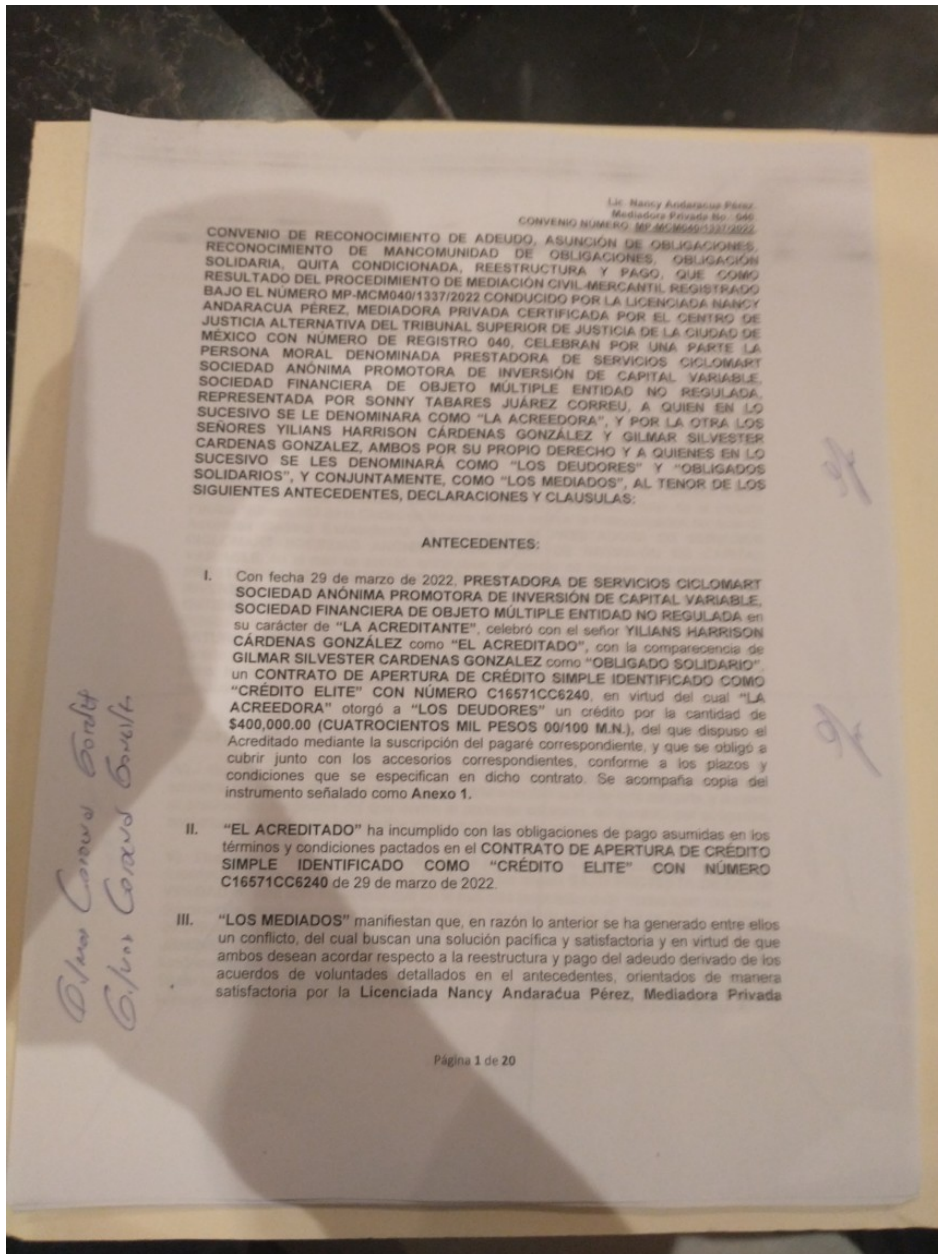 Lic. Nancy Andaracua Pérez.
Mediadora Privada No. 040
CONVENIO NÚMERO: MP-MCM040/1337/2022
CONVENIO DE RECONOCIMIENTO DE ADEUDO, ASUNCIÓN DE OBLIGACIONES,
RECONOCIMIENTO DE MANCOMUNIDAD DE OBLIGACIONES, OBLIGACIÓN
SOLIDARIA, QUITA CONDICIONADA, REESTRUCTURA Y PAGO, QUE COMO
RESULTADO DEL PROCEDIMIENTO DE MEDIACIÓN CIVIL-MERCANTIL REGISTRADO
BAJO EL NÚMERO MP-MCM040/1337/2022 CONDUCIDO POR LA LICENCIADA NANCY
ANDARACUA PÉREZ, MEDIADORA PRIVADA CERTIFICADA POR EL CENTRO DE
JUSTICIA ALTERNATIVA DEL TRIBUNAL SUPERIOR DE JUSTICIA DE LA CIUDAD DE
MÉXICO CON NÚMERO DE REGISTRO 040, CELEBRAN POR UNA PARTE LA
PERSONA MORAL DENOMINADA PRESTADORA DE SERVICIOS CICLOMART
SOCIEDAD ANÓNIMA PROMOTORA DE INVERSIÓN DE CAPITAL VARIABLE,
SOCIEDAD FINANCIERA DE OBJETO MÚLTIPLE ENTIDAD NO REGULADA,
REPRESENTADA POR SONNY TABARES JUÁREZ CORREU, A QUIEN EN LO
SUCESIVO SE LE DENOMINARA COMO "LA ACREEDORA", Y POR LA OTRA LOS
SEÑORES YILIANS HARRISON CÁRDENAS GONZÁLEZ Y GILMAR SILVESTER
CARDENAS GONZALEZ, AMBOS POR SU PROPIO DERECHO Y A QUIENES EN LO
SUCESIVO SE LES DENOMINARÁ COMO "LOS DEUDORES" Y "OBLIGADOS
SOLIDARIOS", Y CONJUNTAMENTE, COMO "LOS MEDIADOS", AL TENOR DE LOS
SIGUIENTES ANTECEDENTES, DECLARACIONES Y CLAUSULAS:
ANTECEDENTES:
I. Con fecha 29 de marzo de 2022, PRESTADORA DE SERVICIOS CICLOMART
SOCIEDAD ANÓNIMA PROMOTORA DE INVERSIÓN DE CAPITAL VARIABLE,
SOCIEDAD FINANCIERA DE OBJETO MÚLTIPLE ENTIDAD NO REGULADA en
su carácter de "LA ACREDITANTE", celebró con el señor YILIANS HARRISON
CÁRDENAS GONZÁLEZ como "EL ACREDITADO", con la comparecencia de
GILMAR SILVESTER CARDENAS GONZALEZ como "OBLIGADO SOLIDARIO",
un CONTRATO DE APERTURA DE CRÉDITO SIMPLE IDENTIFICADO COMO
"CRÉDITO ELITE" CON NÚMERO C16571CC6240, en virtud del cual "LA
ACREEDORA" otorgó a "LOS DEUDORES" un crédito por la cantidad de
$400,000.00 (CUATROCIENTOS MIL PESOS 00/100 M.N.), del que dispuso el
Acreditado mediante la suscripción del pagaré correspondiente, y que se obligó a
cubrir junto con los accesorios correspondientes, conforme a los plazos y
condiciones que se especifican en dicho contrato. Se acompaña copia del
instrumento señalado como Anexo 1.
II. "EL ACREDITADO" ha incumplido con las obligaciones de pago asumidas en los
términos y condiciones pactados en el CONTRATO DE APERTURA DE CRÉDITO
SIMPLE IDENTIFICADO COMO "CRÉDITO ELITE" CON NÚMERO
C16571CC6240 de 29 de marzo de 2022.
III. "LOS MEDIADOS" manifiestan que, en razón lo anterior se ha generado entre ellos
un conflicto, del cual buscan una solución pacífica y satisfactoria y en virtud de que
ambos desean acordar respecto a la reestructura y pago del adeudo derivado de los
acuerdos de voluntades detallados en el antecedentes, orientados de manera
satisfactoria por la Licenciada Nancy Andaracua Pérez, Mediadora Privada
Página 1 de 20